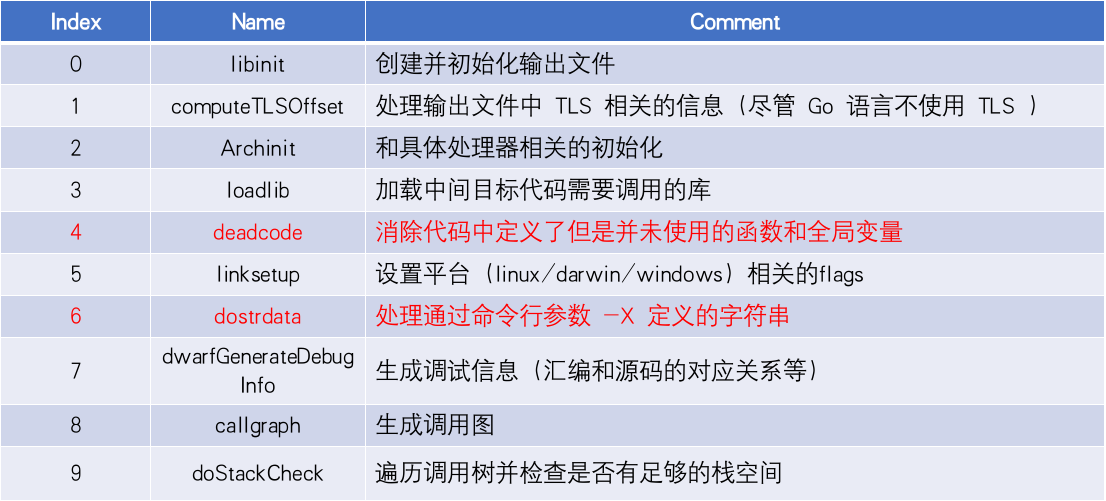 Index Name Comment
0 libinit 创建并初始化输出文件
1 computeTLSOffset 处理输出文件中 TLS 相关的信息（尽管 Go 语言不使用 TLS ）
2 Archinit 和具体处理器相关的初始化
3 loadlib 加载中间目标代码需要调用的库
4 deadcode 消除代码中定义了但是并未使用的函数和全局变量
5 linksetup 设置平台（linux/darwin/windows）相关的flags
6 dostrdata 处理通过命令行参数 -X 定义的字符串
7 dwarfGenerateDebug
Info 生成调试信息（汇编和源码的对应关系等）
8 callgraph 生成调用图
9 doStackCheck 遍历调用树并检查是否有足够的栈空间